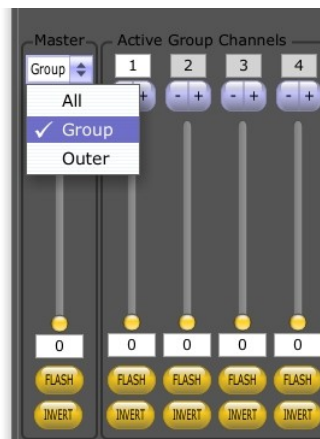 Master Active Group Channels
Group 1 2 3 4
All + - + - + - +
✓ Group
Outer
0 0 0 0 0
FLASH FLASH FLASH FLASH FLASH
INVERT INVERT INVERT INVERT INVERT